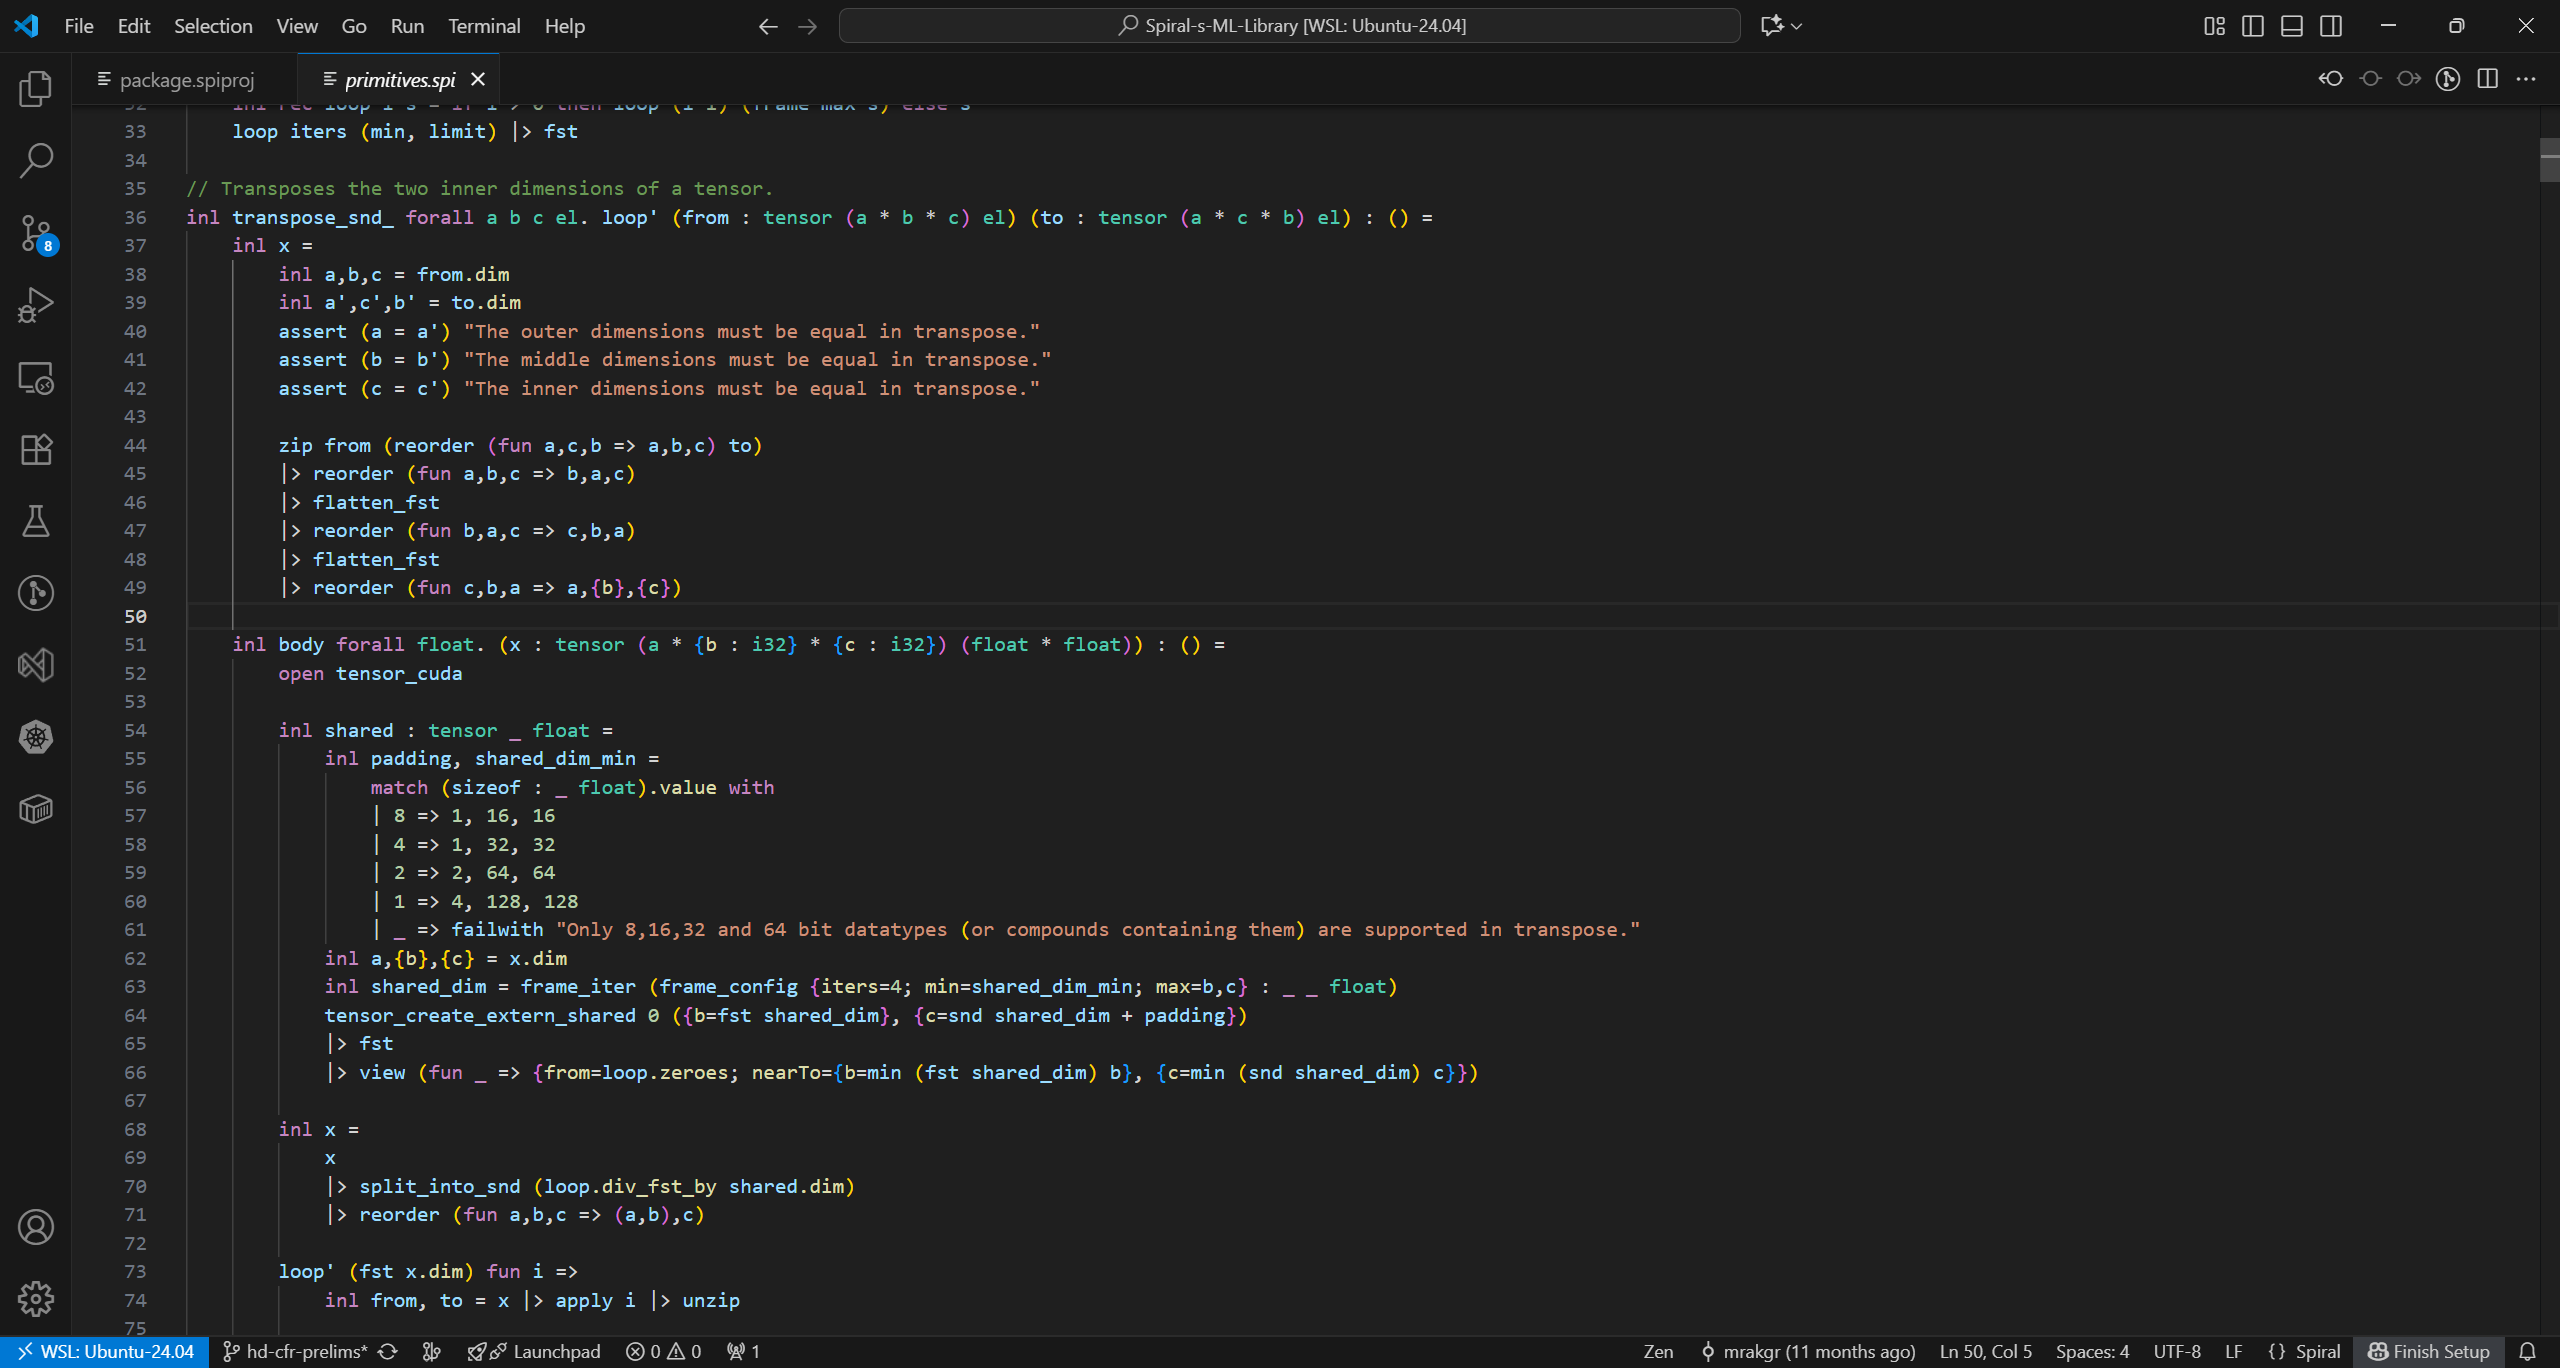 File Edit Selection View Go Run Terminal Help
Spiral-s-ML-Library [WSL: Ubuntu-24.04]
package.spiproj
primitives.spi
33 loop iters (min, limit) |> fst
34
35 // Transposes the two inner dimensions of a tensor.
36 inl transpose_snd_ forall a b c el. loop' (from : tensor (a * b * c) el) (to : tensor (a * c * b) el) : () =
37     inl x =
38         inl a,b,c = from.dim
39         inl a',c',b' = to.dim
40         assert (a = a') "The outer dimensions must be equal in transpose."
41         assert (b = b') "The middle dimensions must be equal in transpose."
42         assert (c = c') "The inner dimensions must be equal in transpose."
43
44         zip from (reorder (fun a,c,b => a,b,c) to)
45         |> reorder (fun a,b,c => b,a,c)
46         |> flatten_fst
47         |> reorder (fun b,a,c => c,b,a)
48         |> flatten_fst
49         |> reorder (fun c,b,a => a,{b},{c})
50
51     inl body forall float. (x : tensor (a * {b : i32} * {c : i32}) (float * float)) : () =
52         open tensor_cuda
53
54         inl shared : tensor _ float =
55             inl padding, shared_dim_min =
56                 match (sizeof : _ float).value with
57                 | 8 => 1, 16, 16
58                 | 4 => 1, 32, 32
59                 | 2 => 2, 64, 64
60                 | 1 => 4, 128, 128
61                 | _ => failwith "Only 8,16,32 and 64 bit datatypes (or compounds containing them) are supported in transpose."
62             inl a,{b},{c} = x.dim
63             inl shared_dim = frame_iter (frame_config {iters=4; min=shared_dim_min; max=b,c} : _ _ float)
64             tensor_create_extern_shared 0 ({b=fst shared_dim}, {c=snd shared_dim + padding})
65             |> fst
66             |> view (fun _ => {from=loop.zeroes; nearTo={b=min (fst shared_dim) b}, {c=min (snd shared_dim) c}})
67
68         inl x =
69             x
70             |> split_into_snd (loop.div_fst_by shared.dim)
71             |> reorder (fun a,b,c => (a,b),c)
72
73         loop' (fst x.dim) fun i =>
74             inl from, to = x |> apply i |> unzip
75
8
WSL: Ubuntu-24.04 hd-cfr-prelims* Launchpad 0 0 1 Zen mrakgr (11 months ago) Ln 50, Col 5 Spaces: 4 UTF-8 LF {} Spiral Finish Setup